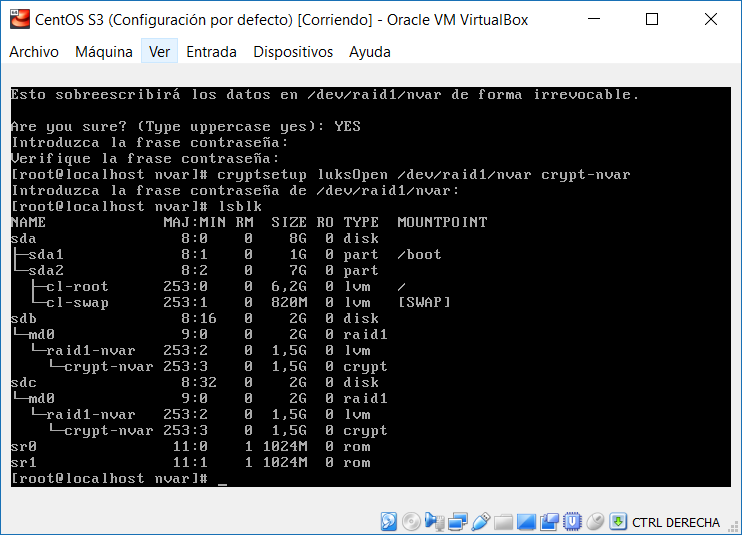 CentOS S3 (Configuración por defecto) [Corriendo] - Oracle VM VirtualBox
Archivo Máquina Ver Entrada Dispositivos Ayuda
Esto sobreescribirá los datos en /dev/raid1/nvar de forma irrevocable.
Are you sure? (Type uppercase yes): YES
Introduzca la frase contraseña:
Verifique la frase contraseña:
[root@localhost nvar]# cryptsetup luksOpen /dev/raid1/nvar crypt-nvar
Introduzca la frase contraseña de /dev/raid1/nvar:
[root@localhost nvar]# lsblk
NAME MAJ:MIN RM SIZE RO TYPE MOUNTPOINT
sda 8:0 0 8G 0 disk
├─sda1 8:1 0 1G 0 part /boot
└─sda2 8:2 0 7G 0 part
├─cl-root 253:0 0 6,2G 0 lvm /
└─cl-swap 253:1 0 820M 0 lvm [SWAP]
sdb 8:16 0 2G 0 disk
└─md0 9:0 0 2G 0 raid1
└─raid1-nvar 253:2 0 1,5G 0 lvm
└─crypt-nvar 253:3 0 1,5G 0 crypt
sdc 8:32 0 2G 0 disk
└─md0 9:0 0 2G 0 raid1
└─raid1-nvar 253:2 0 1,5G 0 lvm
└─crypt-nvar 253:3 0 1,5G 0 crypt
sr0 11:0 1 1024M 0 rom
sr1 11:1 1 1024M 0 rom
[root@localhost nvar]# _
CTRL DERECHA